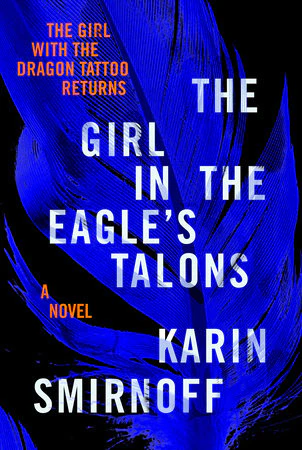 THE GIRL
WITH THE
DRAGON TATTOO
RETURNS
THE
GIRL
IN THE
EAGLE'S
TALONS
A
NOVEL
KARIN
SMIRNOFF